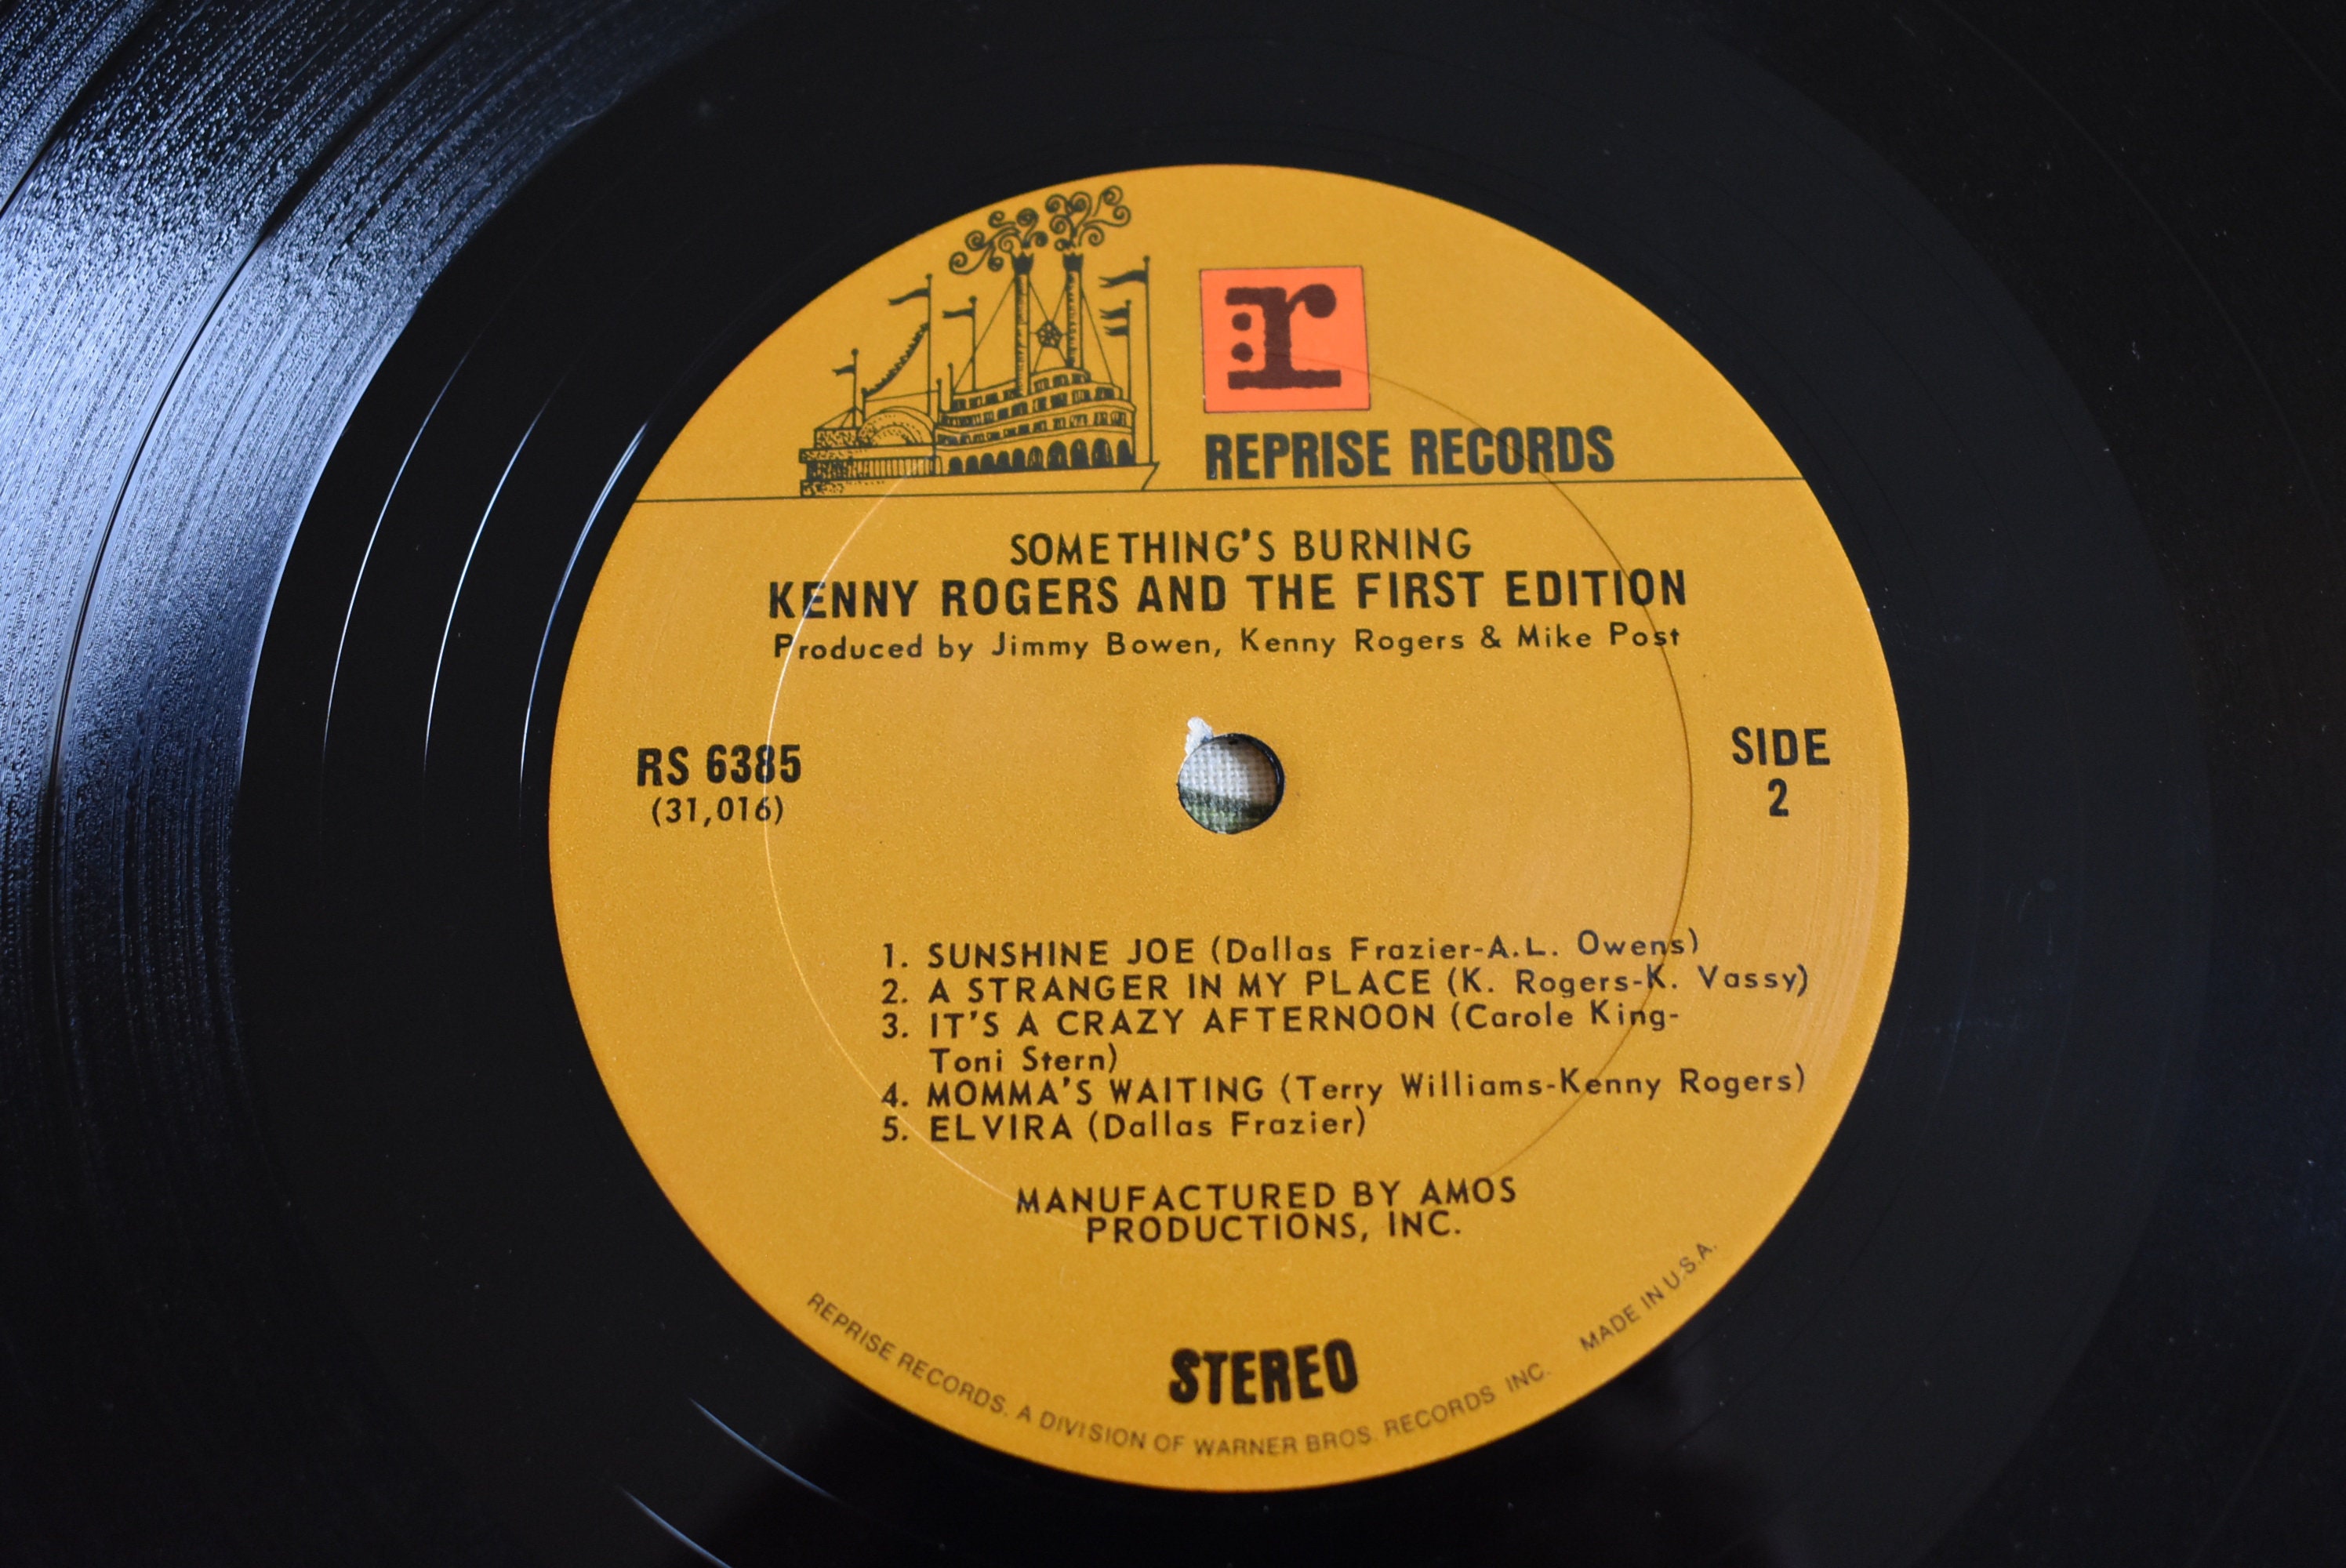 r:
REPRISE RECORDS
SOMETHING'S BURNING
KENNY ROGERS AND THE FIRST EDITION
Produced by Jimmy Bowen, Kenny Rogers & Mike Post
RS 6385
(31,016)
SIDE
2
1. SUNSHINE JOE (Dallas Frazier-A.L. Owens)
2. A STRANGER IN MY PLACE (K. Rogers-K. Vassy)
3. IT'S A CRAZY AFTERNOON (Carole King-
Toni Stern)
4. MOMMA'S WAITING (Terry Williams-Kenny Rogers)
5. ELVIRA (Dallas Frazier)
MANUFACTURED BY AMOS
PRODUCTIONS, INC.
STEREO
REPRISE RECORDS, A DIVISION OF WARNER BROS. RECORDS INC. MADE IN U.S.A.